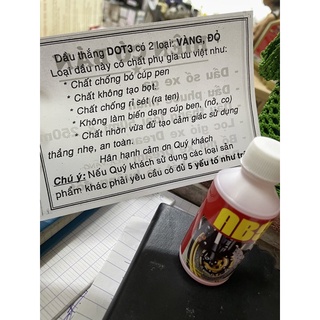 Dầu thắng DOT3 có 2 loại: VÀNG, ĐỎ
Loại dầu này có chất phụ gia ưu việt như:
* Chất chống bó cúp pen
* Chất không tạo bọt.
* Chất chống rỉ sét (ra ten)
* Không làm biến dạng cúp ben, (nở, co)
* Chất nhờn vừa đủ tạo cảm giác sử dụng
thắng nhẹ, an toàn.
Hân hạnh cảm ơn Quý khách
Chú ý: Nếu Quý khách sử dụng các loại sản
phẩm khác phải yêu cầu có đủ 5 yếu tố như tr
AB